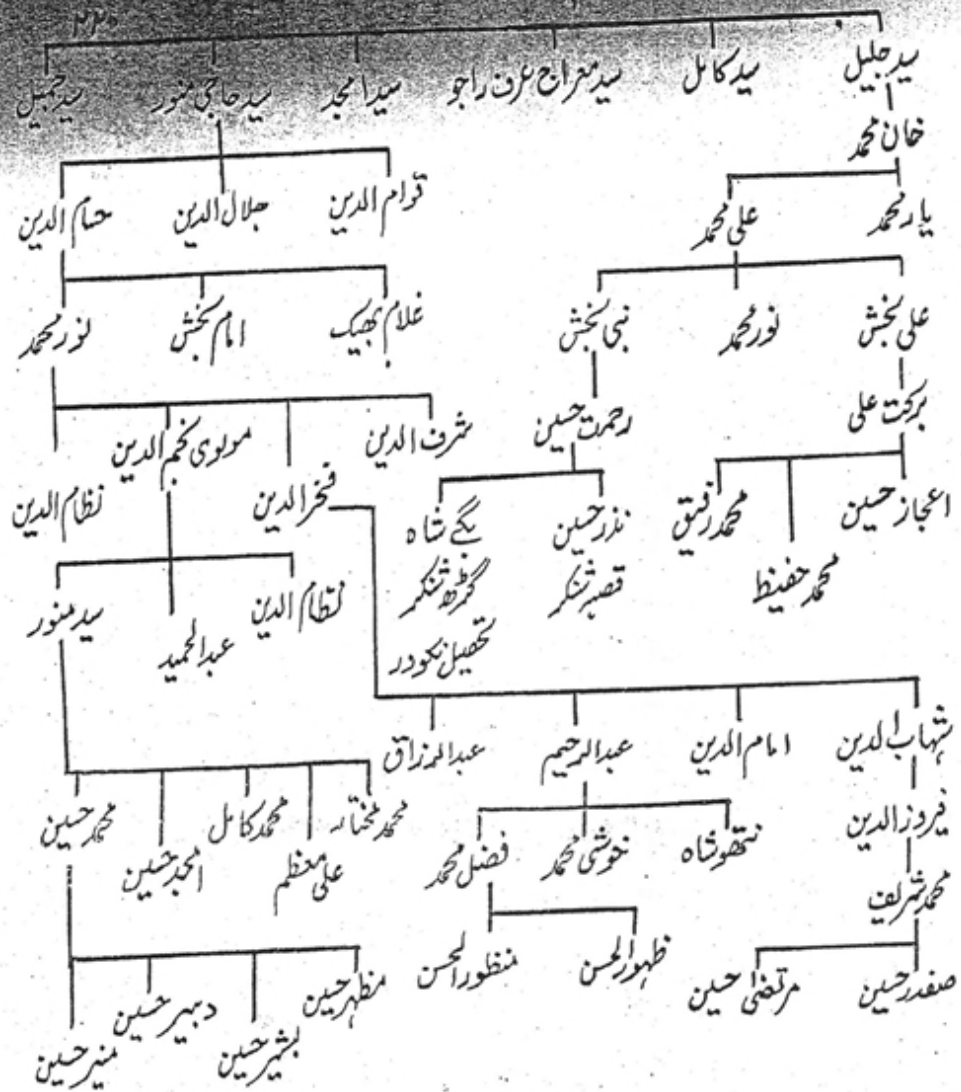 ۲۲۰
سید جلیل سید کامل سید معراج عرف راجو سید امجد سید حاجی منور سید جمیل
خان محمد
یار محمد علی محمد قوام الدین جلال الدین حسام الدین
علی بخش نور محمد نبی بخش غلام بھیک امام بخش نور محمد
برکت علی رحمت حسین شرف الدین مولوی نجم الدین
اعجاز حسین محمد رفیق نذر حسین بگے شاہ فخر الدین نظام الدین
محمد حفیظ قصبہ شنکر گڑھ شنکر نظام الدین سید منور
تحصیل نکودر عبدالحمید
شہاب الدین امام الدین عبدالرحیم عبدالرزاق
فیروز الدین نتھو شاہ خوشی محمد فضل محمد محمد مختار محمد کامل محمد حسین
محمد شریف علی معظم امجد حسین
صفدر حسین مرتضیٰ حسین ظہور الحسن منظور الحسن مظہر حسین دبیر حسین
بشیر حسین منیر حسین